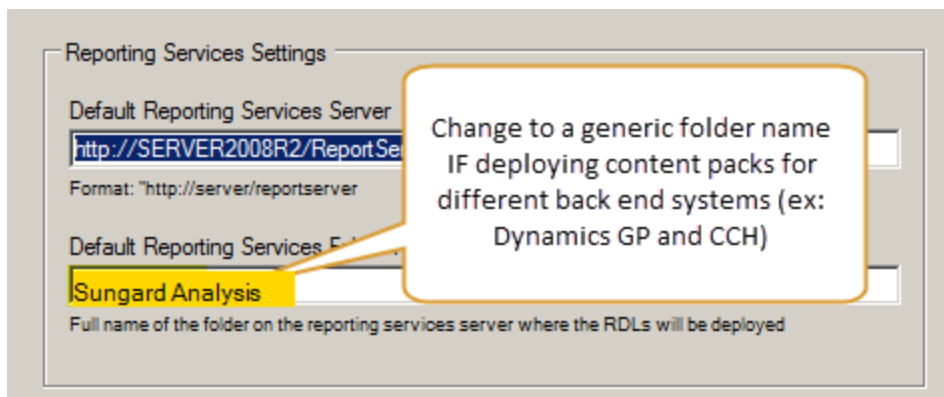 Reporting Services Settings
Default Reporting Services Server
http://SERVER2008R2/ReportSe
Format: "http://server/reportserver
Change to a generic folder name
IF deploying content packs for
different back end systems (ex:
Dynamics GP and CCH)
Default Reporting Services
Sungard Analysis
Full name of the folder on the reporting services server where the RDLs will be deployed